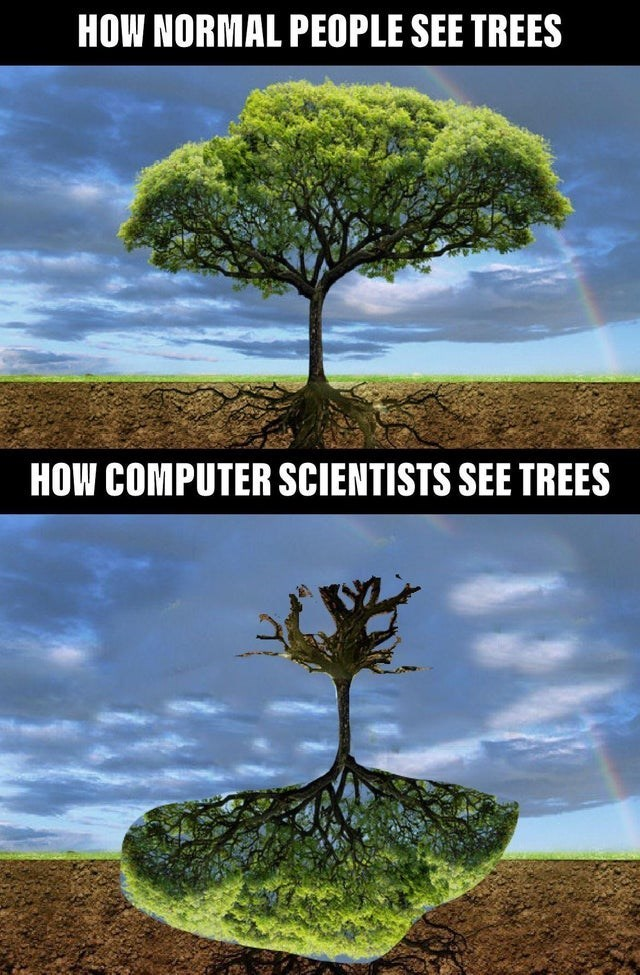 HOW NORMAL PEOPLE SEE TREES
HOW COMPUTER SCIENTISTS SEE TREES